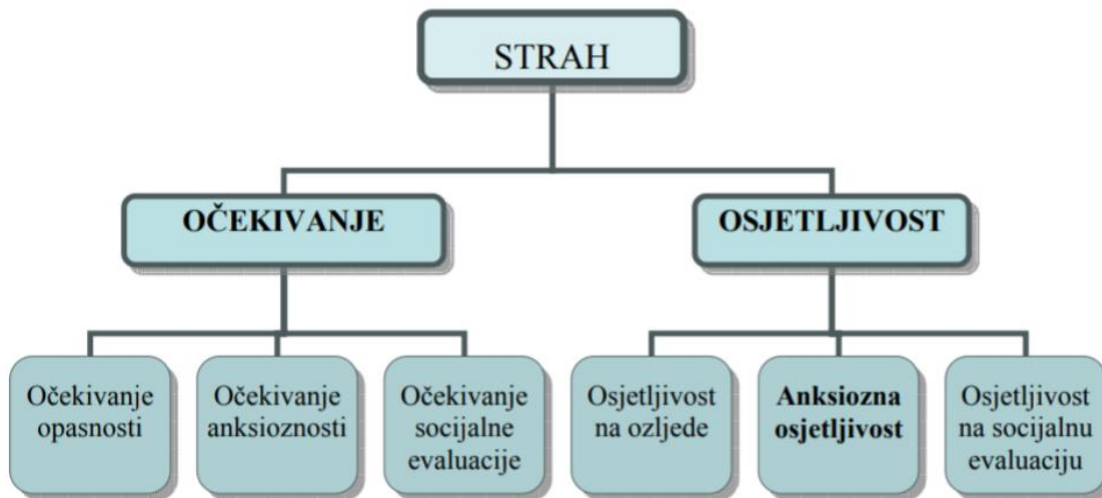 STRAH
OČEKIVANJE
OSJETLJIVOST
Očekivanje
opasnosti
Očekivanje
anksioznosti
Očekivanje
socijalne
evaluacije
Osjetljivost
na ozljede
Anksiozna
osjetljivost
Osjetljivost
na socijalnu
evaluaciju